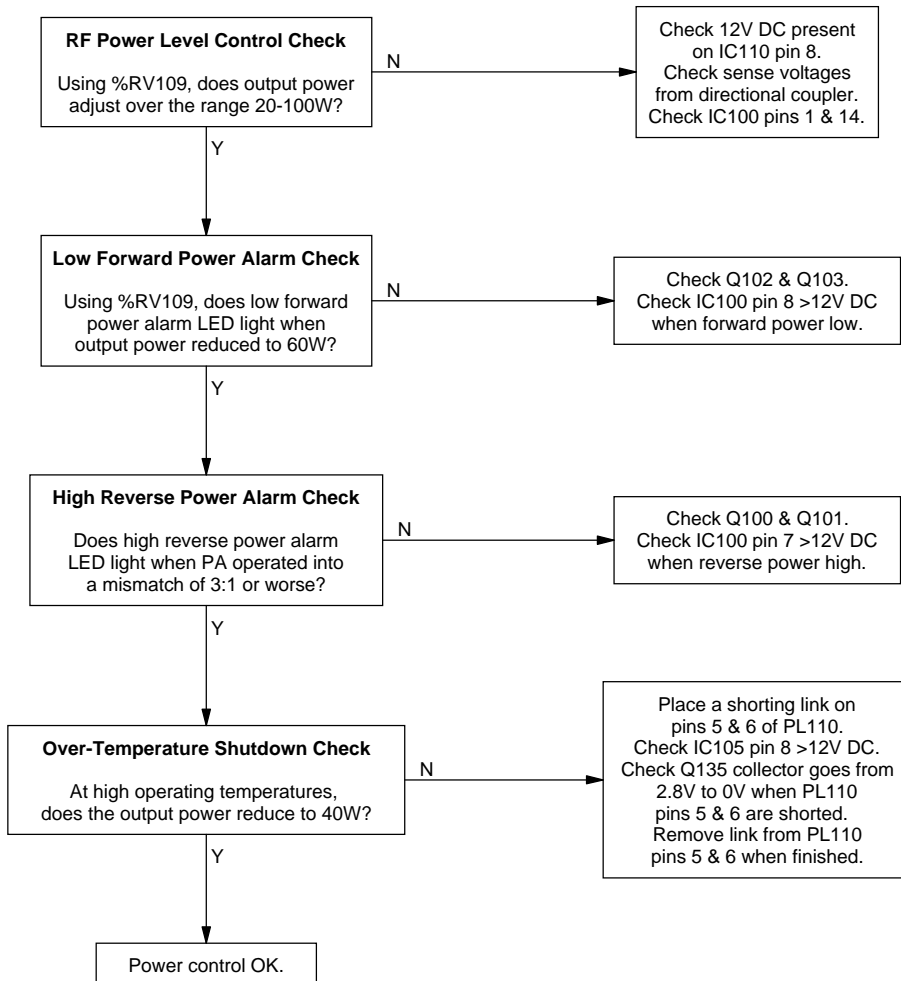 RF Power Level Control Check
Using %RV109, does output power
adjust over the range 20-100W?
N
Check 12V DC present
on IC110 pin 8.
Check sense voltages
from directional coupler.
Check IC100 pins 1 & 14.
Y
Low Forward Power Alarm Check
Using %RV109, does low forward
power alarm LED light when
output power reduced to 60W?
N
Check Q102 & Q103.
Check IC100 pin 8 >12V DC
when forward power low.
Y
High Reverse Power Alarm Check
Does high reverse power alarm
LED light when PA operated into
a mismatch of 3:1 or worse?
N
Check Q100 & Q101.
Check IC100 pin 7 >12V DC
when reverse power high.
Y
Over-Temperature Shutdown Check
At high operating temperatures,
does the output power reduce to 40W?
N
Place a shorting link on
pins 5 & 6 of PL110.
Check IC105 pin 8 >12V DC.
Check Q135 collector goes from
2.8V to 0V when PL110
pins 5 & 6 are shorted.
Remove link from PL110
pins 5 & 6 when finished.
Y
Power control OK.